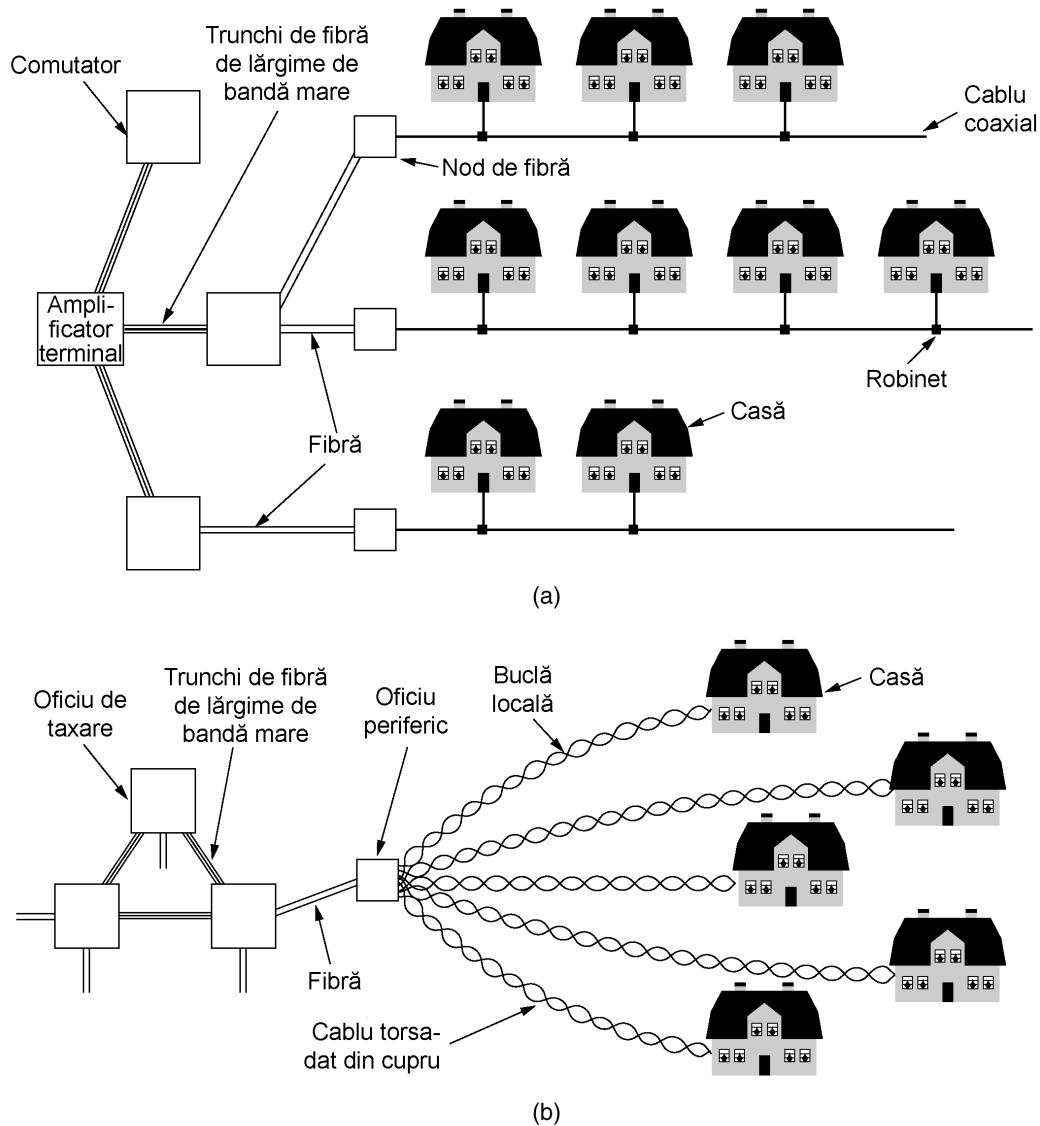 Comutator
Trunchi de fibră
de lărgime de
bandă mare
Cablu
coaxial
Nod de fibră
Ampli-
ficator
terminal
Robinet
Fibră
Casă
(a)
Oficiu de
taxare
Trunchi de fibră
de lărgime de
bandă mare
Oficiu
periferic
Buclă
locală
Casă
Fibră
Cablu torsa-
dat din cupru
(b)